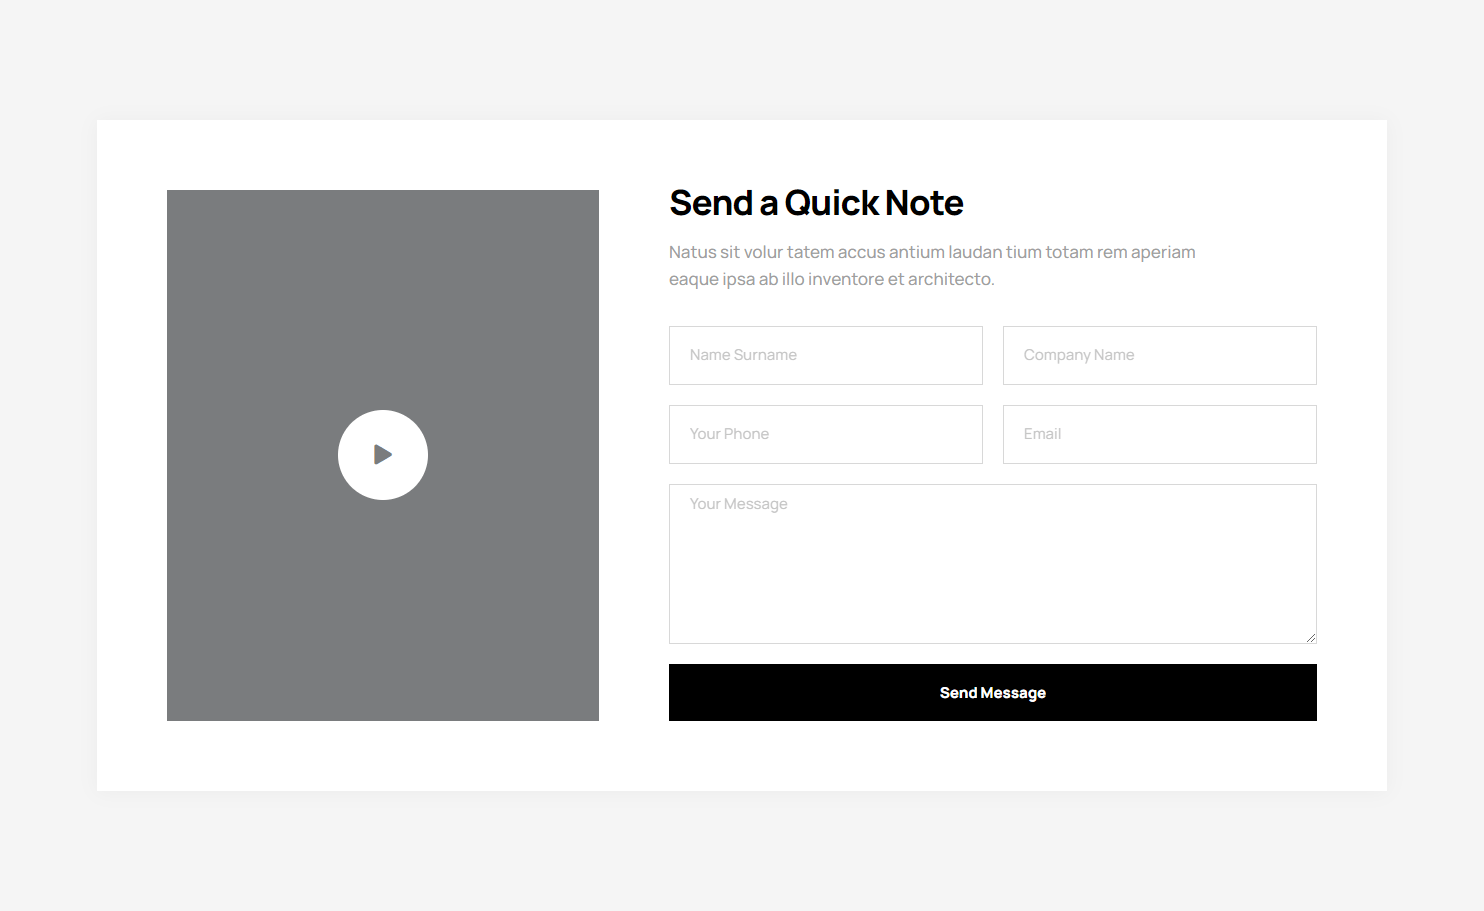 Send a Quick Note
Natus sit volur tatem accus antium laudan tium totam rem aperiam
eaque ipsa ab illo inventore et architecto.
Name Surname
Company Name
Your Phone
Email
Your Message
Send Message